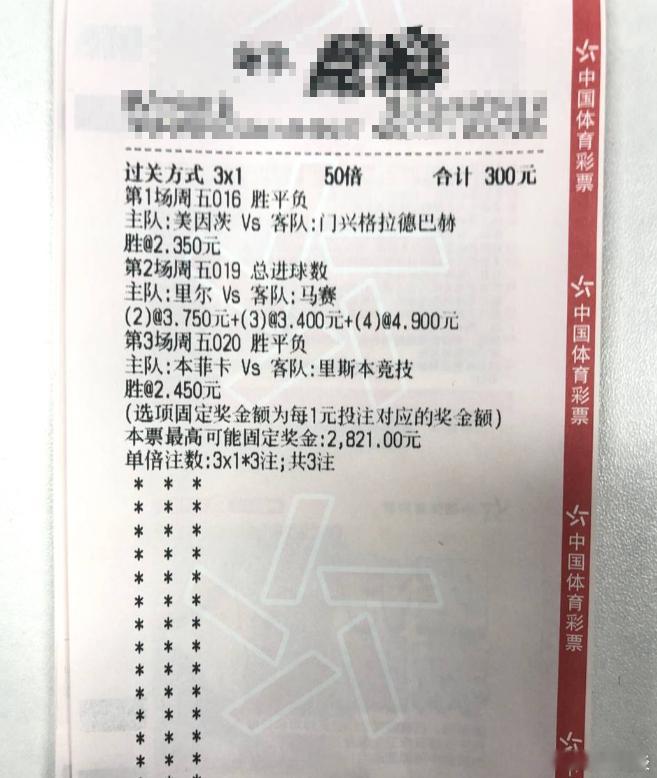 过关方式 3x1 50倍 合计 300元
第1场周五016 胜平负
主队:美因茨 Vs 客队:门兴格拉德巴赫
胜@2.350元
第2场周五019 总进球数
主队:里尔 Vs 客队:马赛
(2)@3.750元+(3)@3.400元+(4)@4.900元
第3场周五020 胜平负
主队:本菲卡 Vs 客队:里斯本竞技
胜@2.450元
(选项固定奖金额为每1元投注对应的奖金额)
本票最高可能固定奖金:2,821.00元
单倍注数:3x1*3注;共3注
* * *
* * *
* * *
* * *
* * *
* * *
* * *
* * *
* * *
* * *
* * *
* * *
* * *
中国体育彩票
中国体育彩票
中国体育彩票